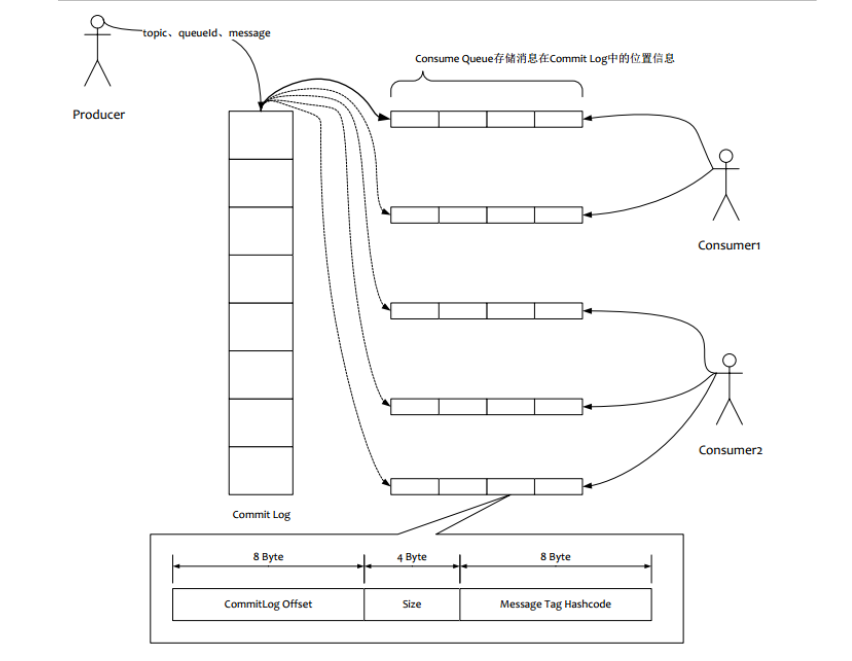 topic、queueId、message
Consume Queue存储消息在Commit Log中的位置信息
Producer
Consumer1
Consumer2
Commit Log
8 Byte
4 Byte
8 Byte
CommitLog Offset
Size
Message Tag Hashcode